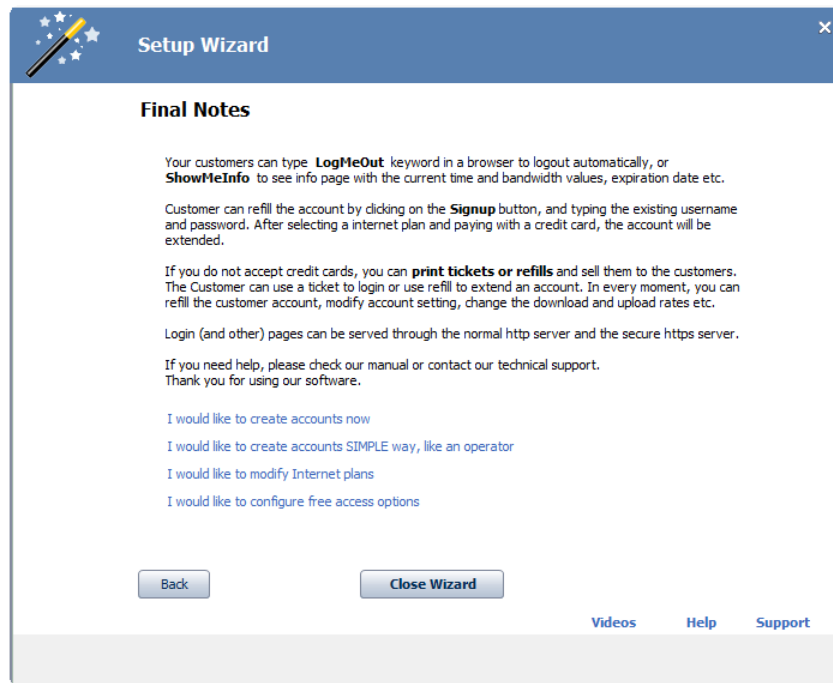 Setup Wizard
Final Notes
Your customers can type LogMeOut keyword in a browser to logout automatically, or
ShowMeInfo to see info page with the current time and bandwidth values, expiration date etc.
Customer can refill the account by clicking on the Signup button, and typing the existing username
and password. After selecting a internet plan and paying with a credit card, the account will be
extended.
If you do not accept credit cards, you can print tickets or refills and sell them to the customers.
The Customer can use a ticket to login or use refill to extend an account. In every moment, you can
refill the customer account, modify account setting, change the download and upload rates etc.
Login (and other) pages can be served through the normal http server and the secure https server.
If you need help, please check our manual or contact our technical support.
Thank you for using our software.
I would like to create accounts now
I would like to create accounts SIMPLE way, like an operator
I would like to modify Internet plans
I would like to configure free access options
Back Close Wizard
Videos Help Support